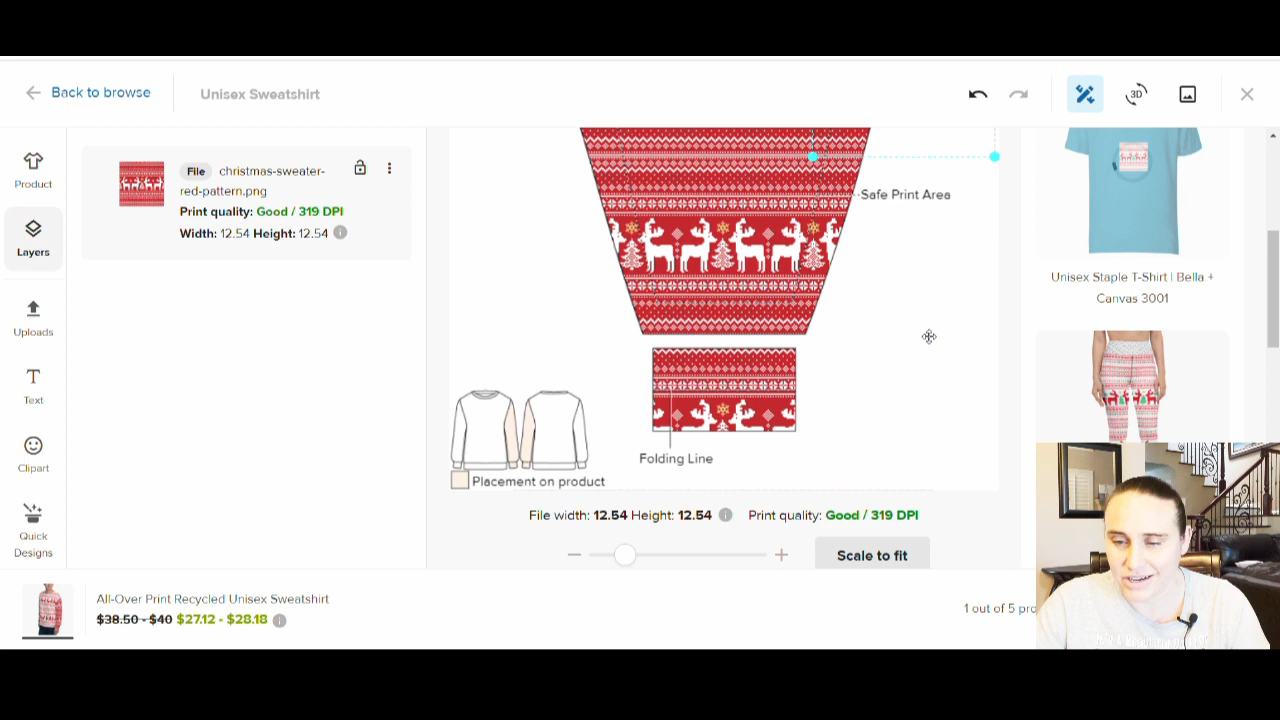 Back to browse
Unisex Sweatshirt
3D
Product
Layers
Uploads
Text
Clipart
Quick
Designs
File christmas-sweater-
red-pattern.png
Print quality: Good / 319 DPI
Width: 12.54 Height: 12.54
Safe Print Area
Folding Line
Placement on product
File width: 12.54 Height: 12.54 Print quality: Good / 319 DPI
Scale to fit
Unisex Staple T-Shirt | Bella +
Canvas 3001
All-Over Print Recycled Unisex Sweatshirt
$38.50 - $40 $27.12 - $28.18
1 out of 5 pro